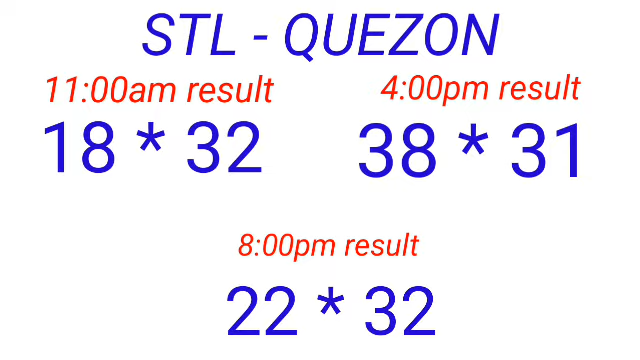 STL - QUEZON
11:00am result
18 * 32
4:00pm result
38 * 31
8:00pm result
22 * 32